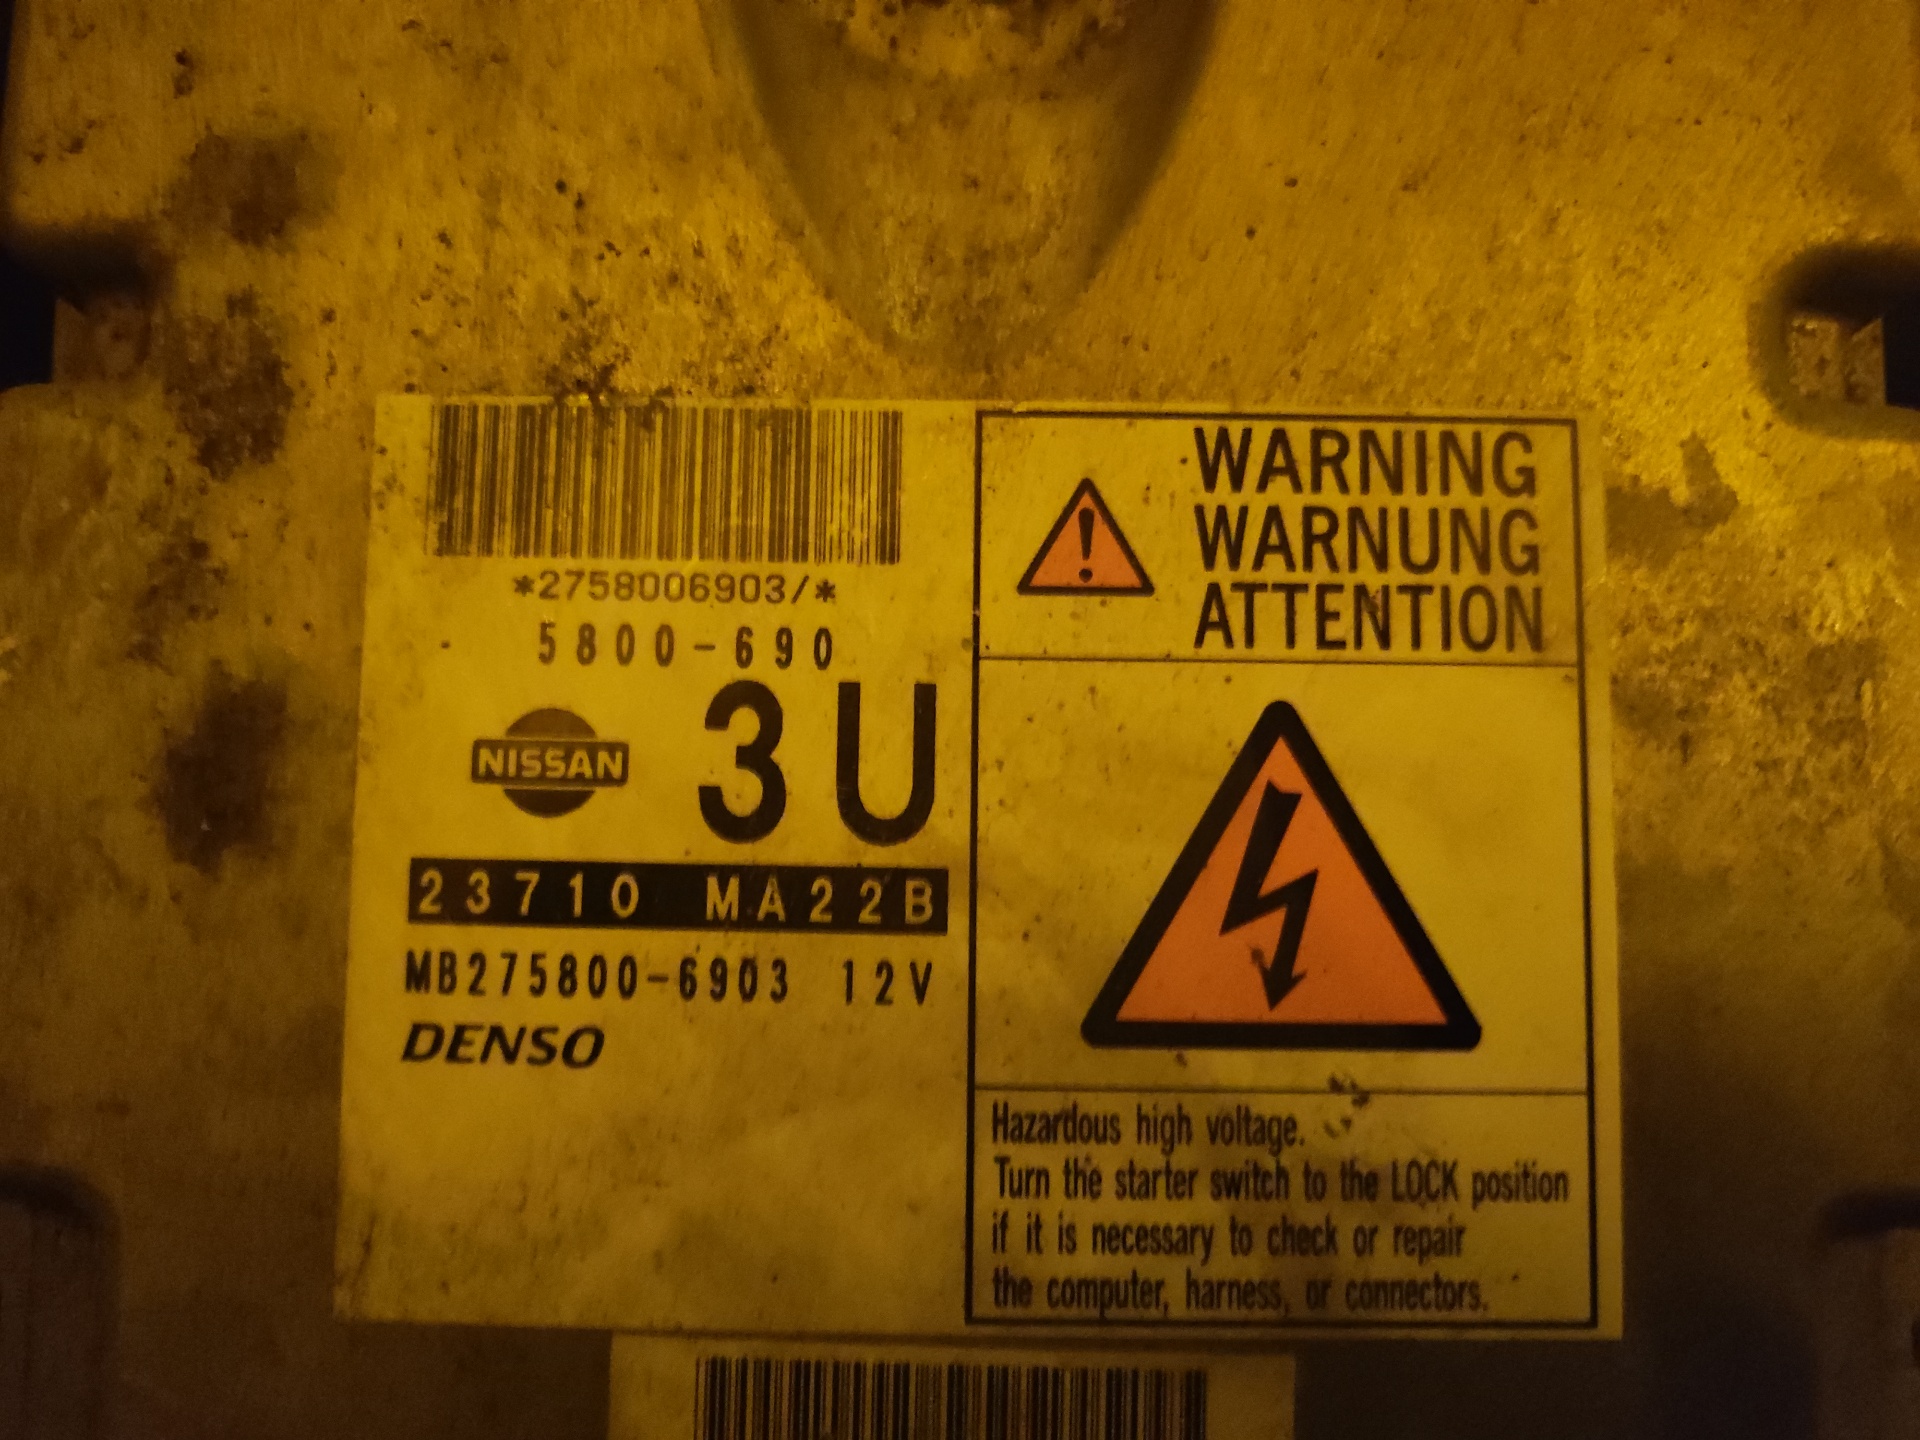 *2758006903/*
5800-690
NISSAN
3U
23710 MA22B
MB275800-6903 12V
DENSO
WARNING
WARNUNG
ATTENTION
Hazardous high voltage.
Turn the starter switch to the LOCK position
if it is necessary to check or repair
the computer, harness, or connectors.